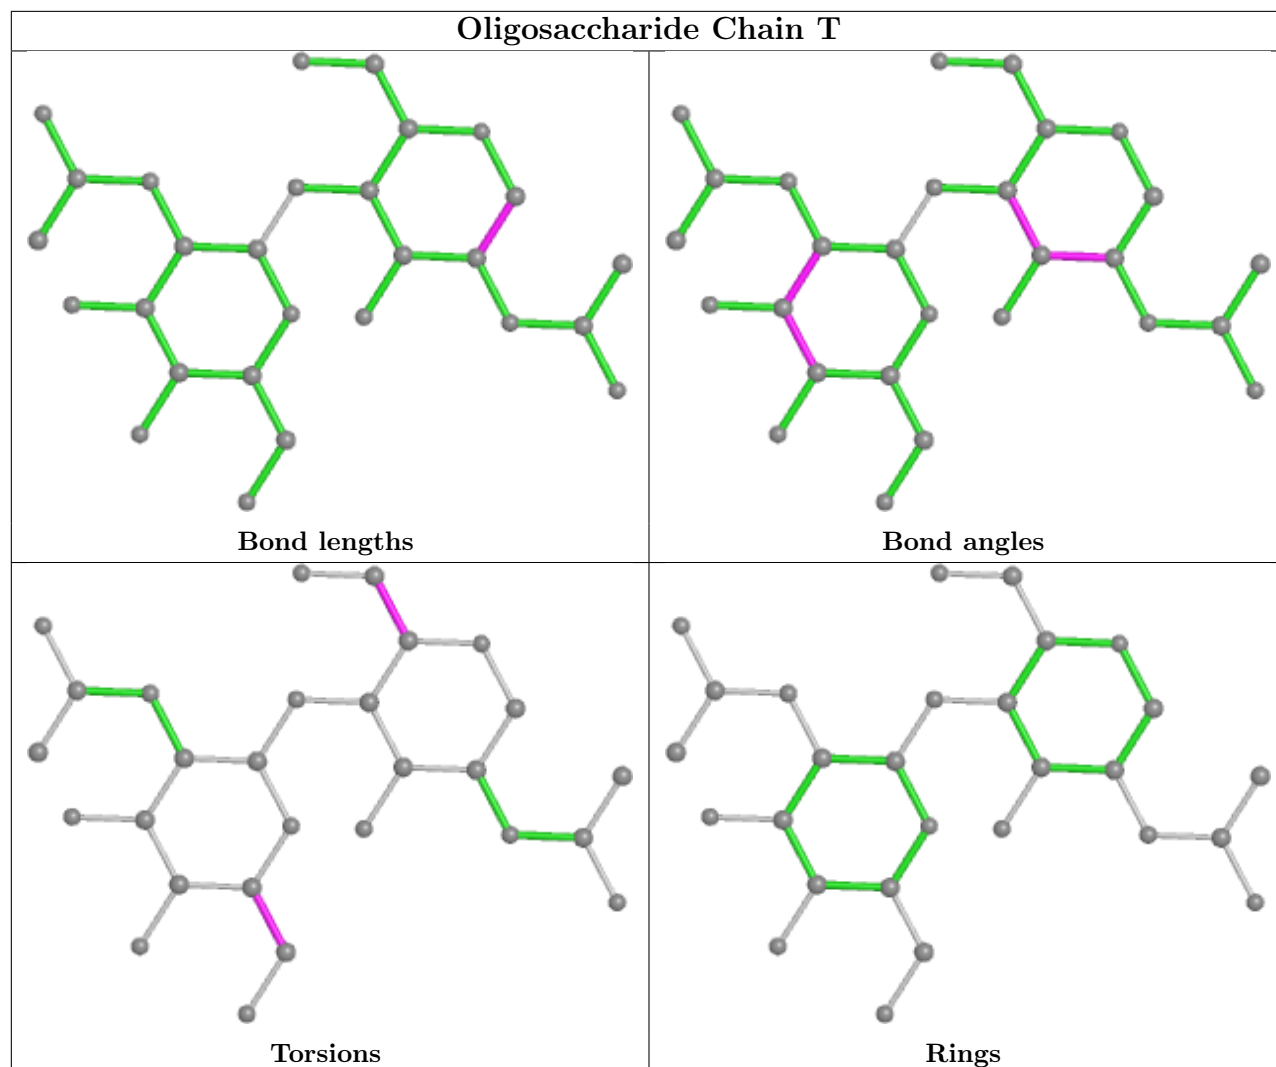 Oligosaccharide Chain T
Bond lengths
Bond angles
Torsions
Rings